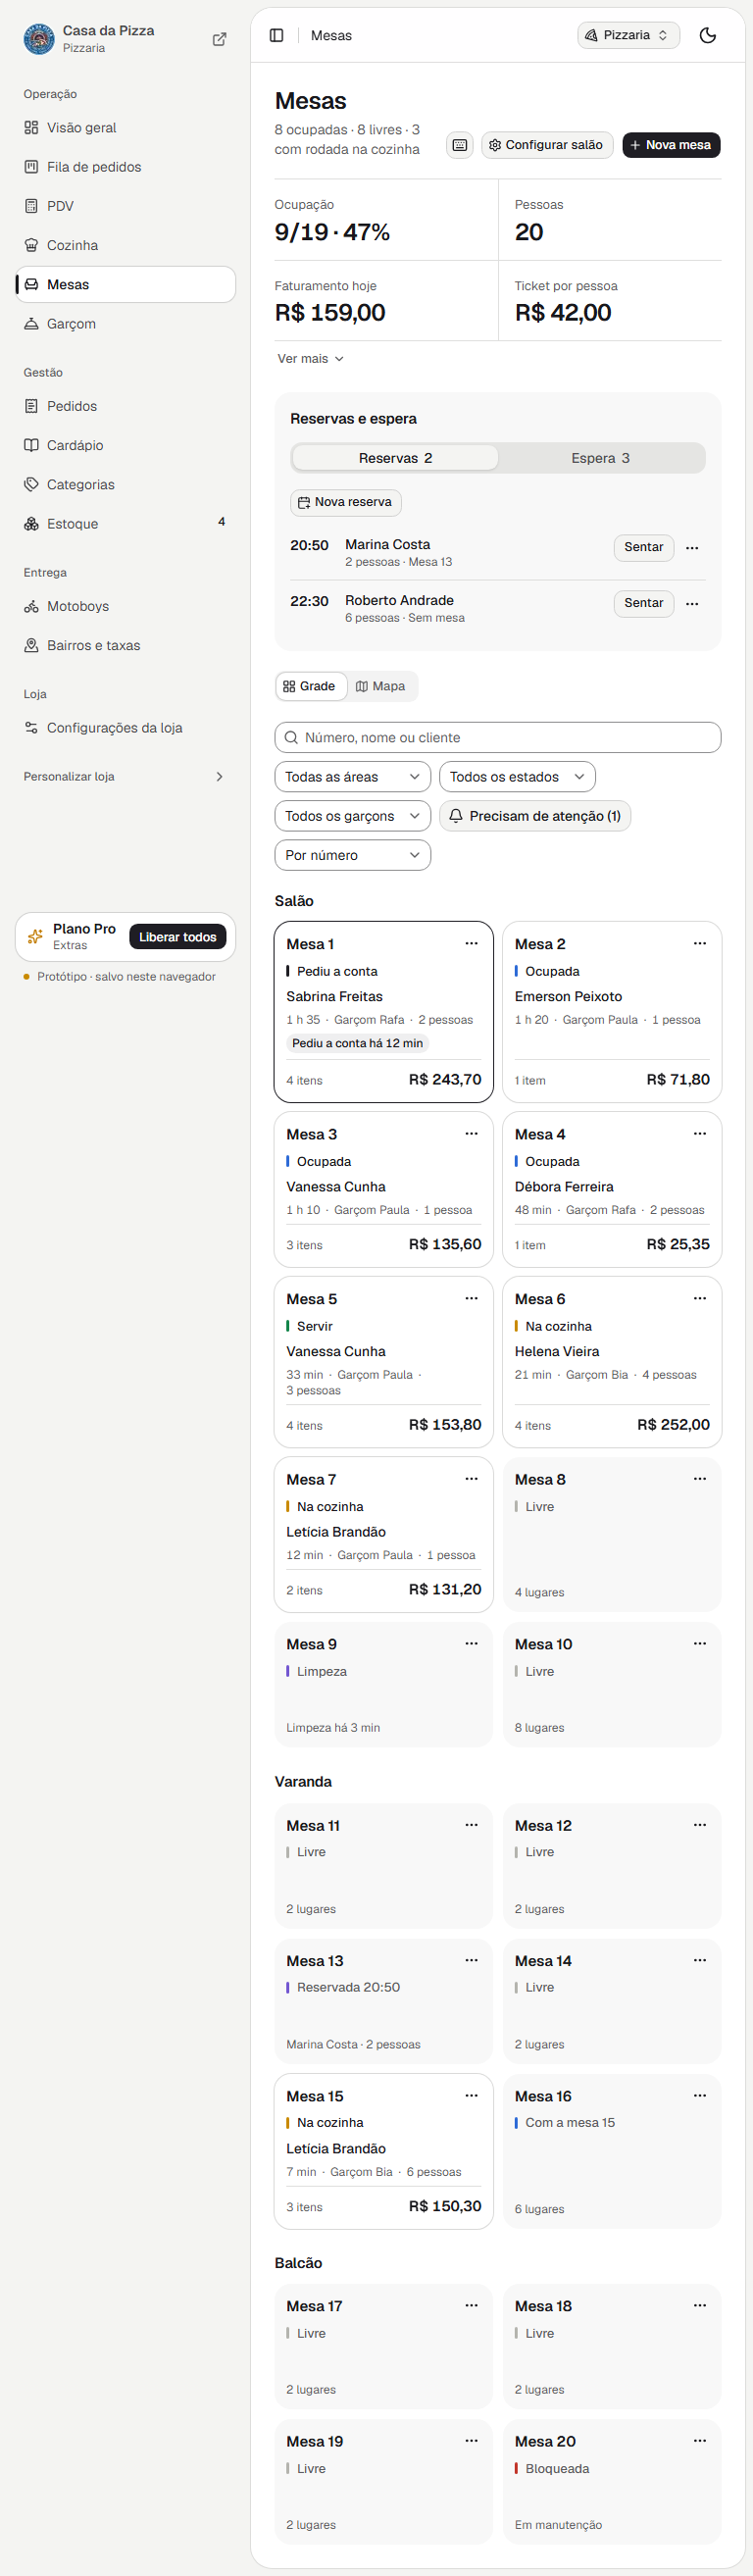 Casa da Pizza
Pizzaria
Operação
Visão geral
Fila de pedidos
PDV
Cozinha
Mesas
Garçom
Gestão
Pedidos
Cardápio
Categorias
Estoque 4
Entrega
Motoboys
Bairros e taxas
Loja
Configurações da loja
Personalizar loja
Plano Pro
Extras
Liberar todos
Protótipo · salvo neste navegador
Mesas
Pizzaria
Mesas
8 ocupadas · 8 livres · 3
com rodada na cozinha
Configurar salão
Nova mesa
Ocupação
9/19 · 47%
Pessoas
20
Faturamento hoje
R$ 159,00
Ticket por pessoa
R$ 42,00
Ver mais
Reservas e espera
Reservas 2
Espera 3
Nova reserva
20:50 Marina Costa
2 pessoas · Mesa 13
Sentar
22:30 Roberto Andrade
6 pessoas · Sem mesa
Sentar
Grade
Mapa
Número, nome ou cliente
Todas as áreas
Todos os estados
Todos os garçons
Precisam de atenção (1)
Por número
Salão
Mesa 1
Pediu a conta
Sabrina Freitas
1 h 35 · Garçom Rafa · 2 pessoas
Pediu a conta há 12 min
4 itens R$ 243,70
Mesa 2
Ocupada
Emerson Peixoto
1 h 20 · Garçom Paula · 1 pessoa
1 item R$ 71,80
Mesa 3
Ocupada
Vanessa Cunha
1 h 10 · Garçom Paula · 1 pessoa
3 itens R$ 135,60
Mesa 4
Ocupada
Débora Ferreira
48 min · Garçom Rafa · 2 pessoas
1 item R$ 25,35
Mesa 5
Servir
Vanessa Cunha
33 min · Garçom Paula ·
3 pessoas
4 itens R$ 153,80
Mesa 6
Na cozinha
Helena Vieira
21 min · Garçom Bia · 4 pessoas
4 itens R$ 252,00
Mesa 7
Na cozinha
Letícia Brandão
12 min · Garçom Paula · 1 pessoa
2 itens R$ 131,20
Mesa 8
Livre
4 lugares
Mesa 9
Limpeza
Limpeza há 3 min
Mesa 10
Livre
8 lugares
Varanda
Mesa 11
Livre
2 lugares
Mesa 12
Livre
2 lugares
Mesa 13
Reservada 20:50
Marina Costa · 2 pessoas
Mesa 14
Livre
2 lugares
Mesa 15
Na cozinha
Letícia Brandão
7 min · Garçom Bia · 6 pessoas
3 itens R$ 150,30
Mesa 16
Com a mesa 15
6 lugares
Balcão
Mesa 17
Livre
2 lugares
Mesa 18
Livre
2 lugares
Mesa 19
Livre
2 lugares
Mesa 20
Bloqueada
Em manutenção